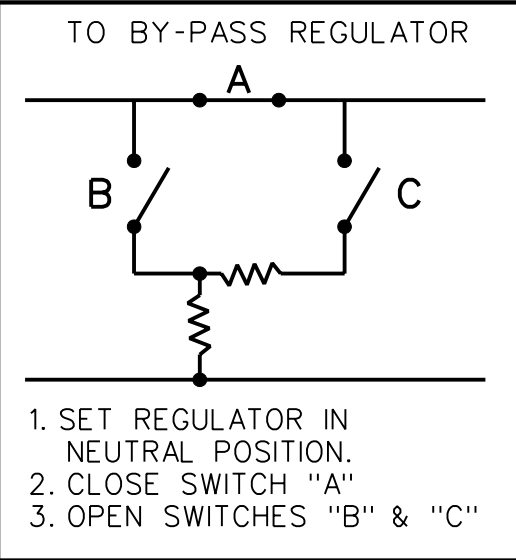 TO BY-PASS REGULATOR
A
B
C
1. SET REGULATOR IN
NEUTRAL POSITION.
2. CLOSE SWITCH "A"
3. OPEN SWITCHES "B" & "C"